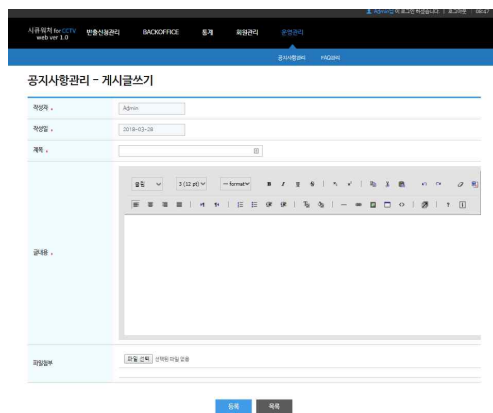 Admin님 이 로그인 하셨습니다. | 로그아웃 | 08:47
시큐워치 for CCTV
web ver 1.0
반출신청관리 BACKOFFICE 통계 회원관리 운영관리
공지사항관리 FAQ관리
공지사항관리 - 게시글쓰기
작성자
Admin
작성일
2018-03-28
제목
굴림 3 (12 pt) -- format--
글내용
파일첨부
파일 선택 선택된 파일 없음
등록 목록